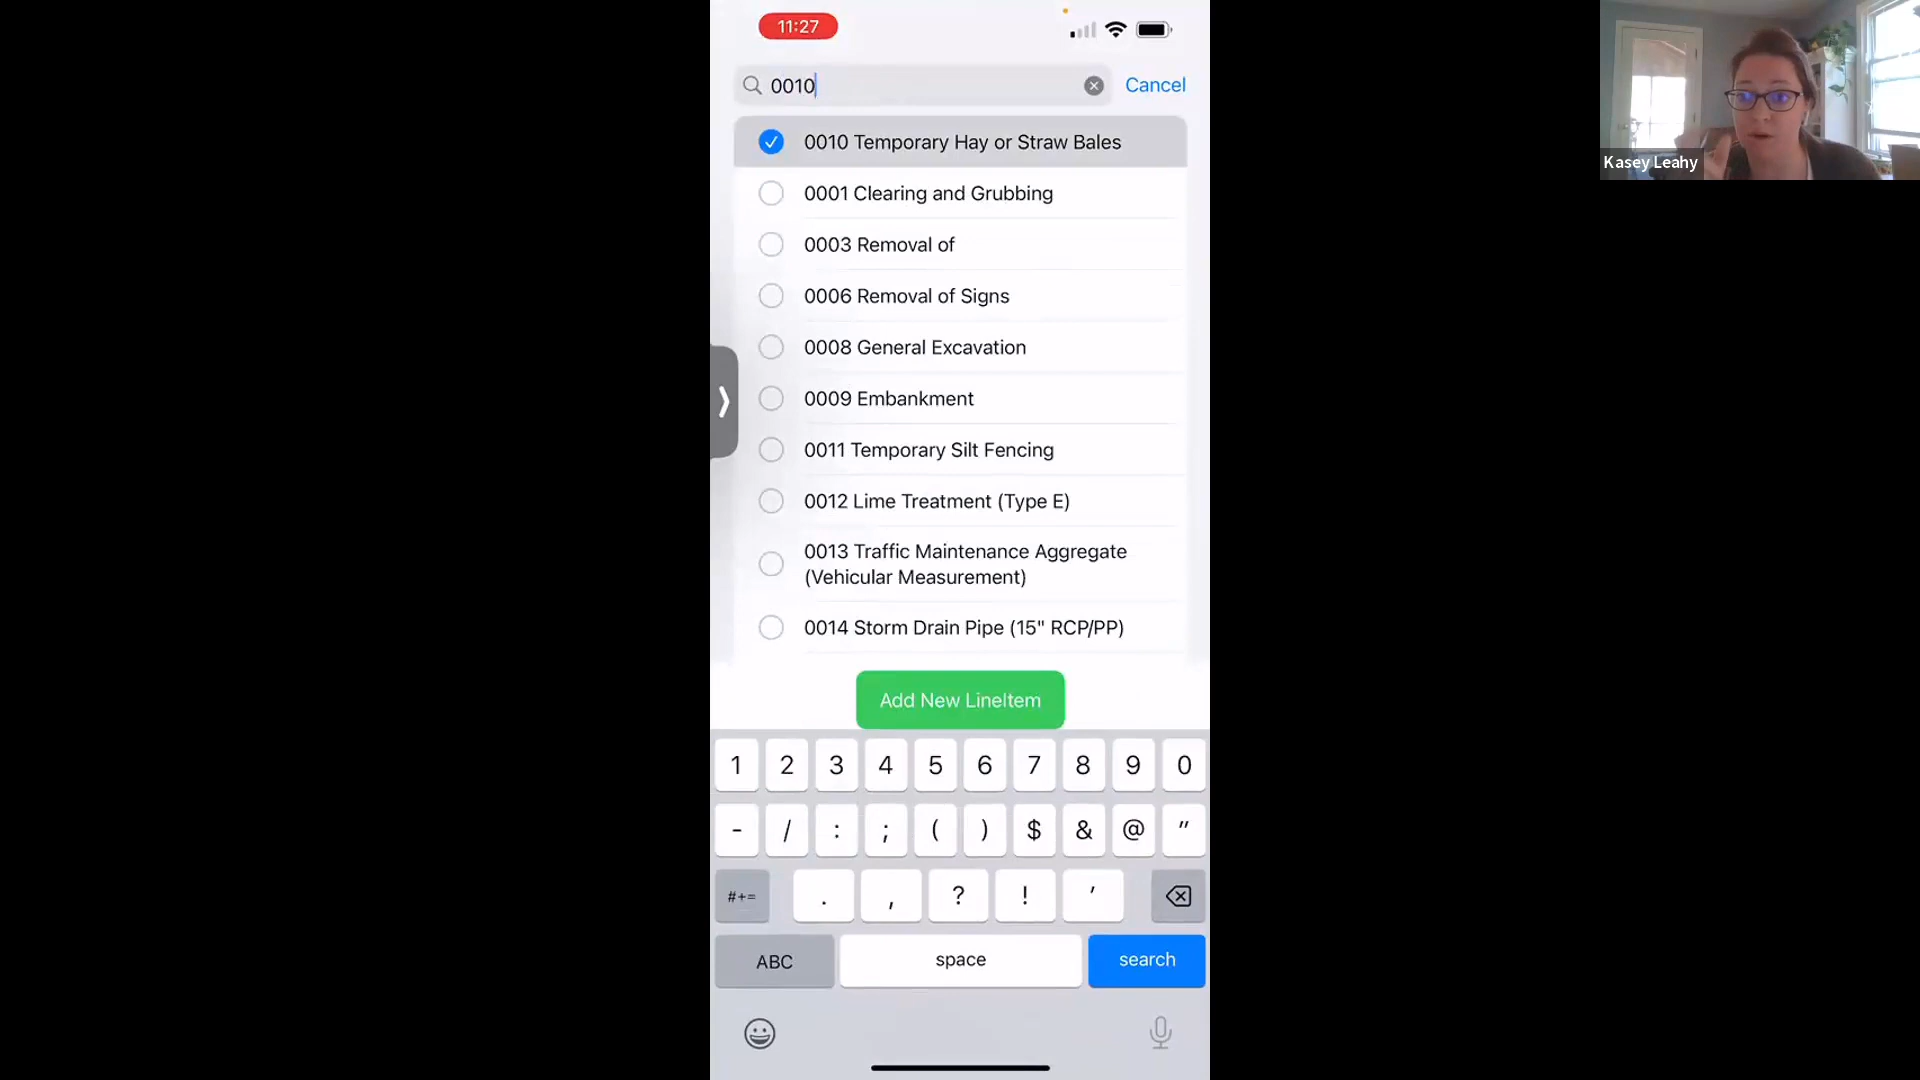 11:27
0010
Cancel
0010 Temporary Hay or Straw Bales
0001 Clearing and Grubbing
0003 Removal of
0006 Removal of Signs
0008 General Excavation
0009 Embankment
0011 Temporary Silt Fencing
0012 Lime Treatment (Type E)
0013 Traffic Maintenance Aggregate
(Vehicular Measurement)
0014 Storm Drain Pipe (15" RCP/PP)
Add New LineItem
1 2 3 4 5 6 7 8 9 0
- / : ; ( ) $ & @ "
#+= . , ? ! '
ABC space search
Kasey Leahy